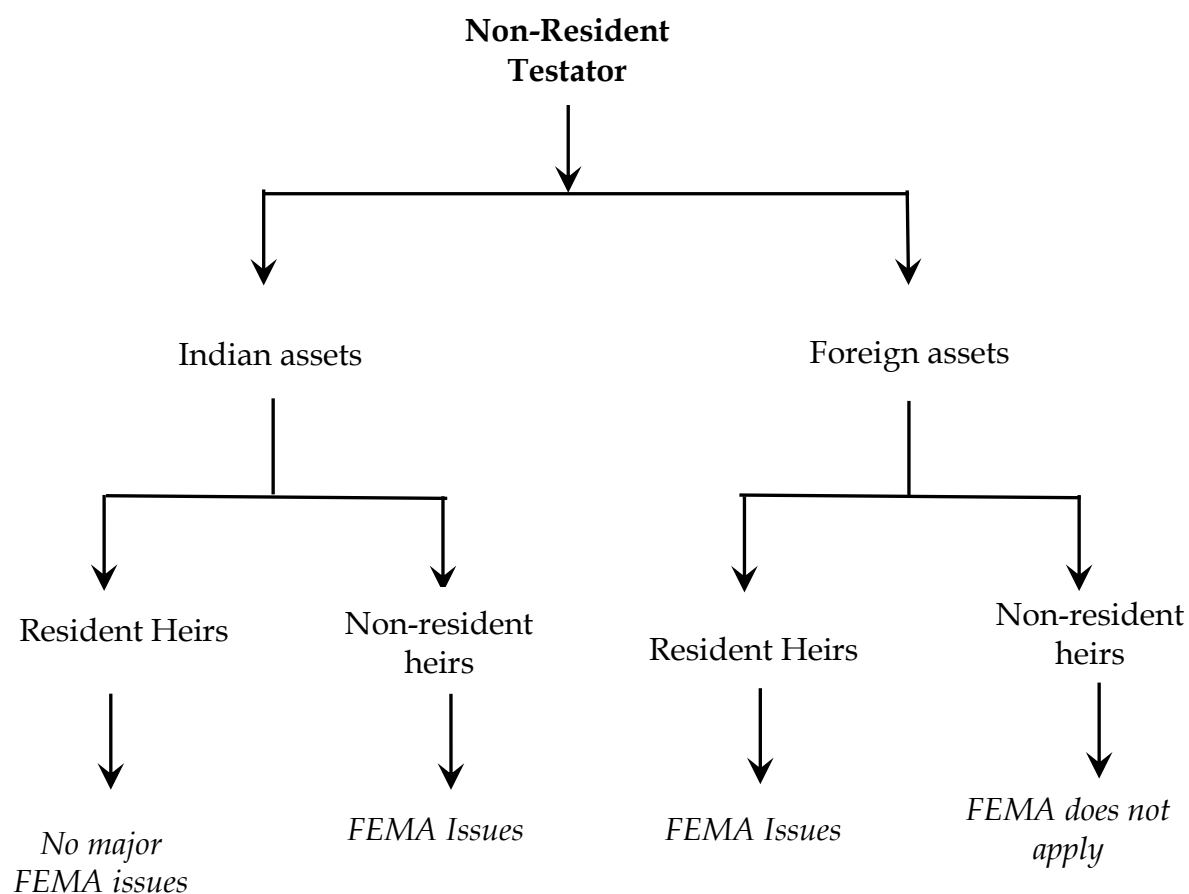 Non-Resident
Testator
Indian assets
Foreign assets
Resident Heirs
Non-resident
heirs
Resident Heirs
Non-resident
heirs
No major
FEMA issues
FEMA Issues
FEMA Issues
FEMA does not
apply